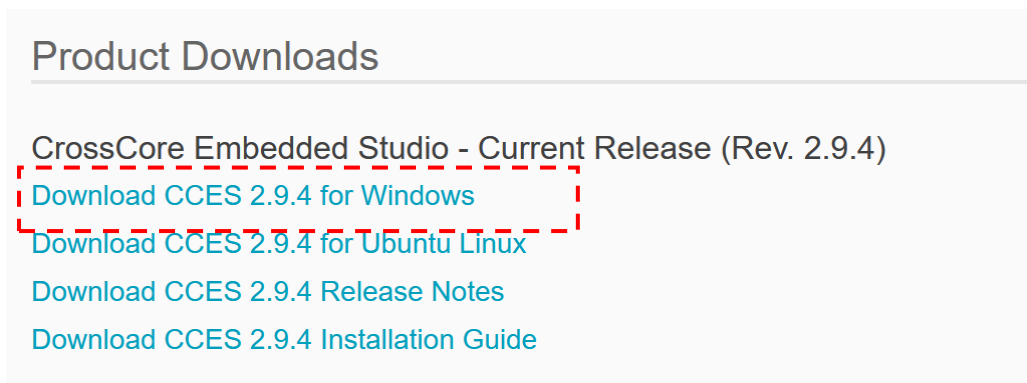 Product Downloads
CrossCore Embedded Studio - Current Release (Rev. 2.9.4)
Download CCES 2.9.4 for Windows
Download CCES 2.9.4 for Ubuntu Linux
Download CCES 2.9.4 Release Notes
Download CCES 2.9.4 Installation Guide